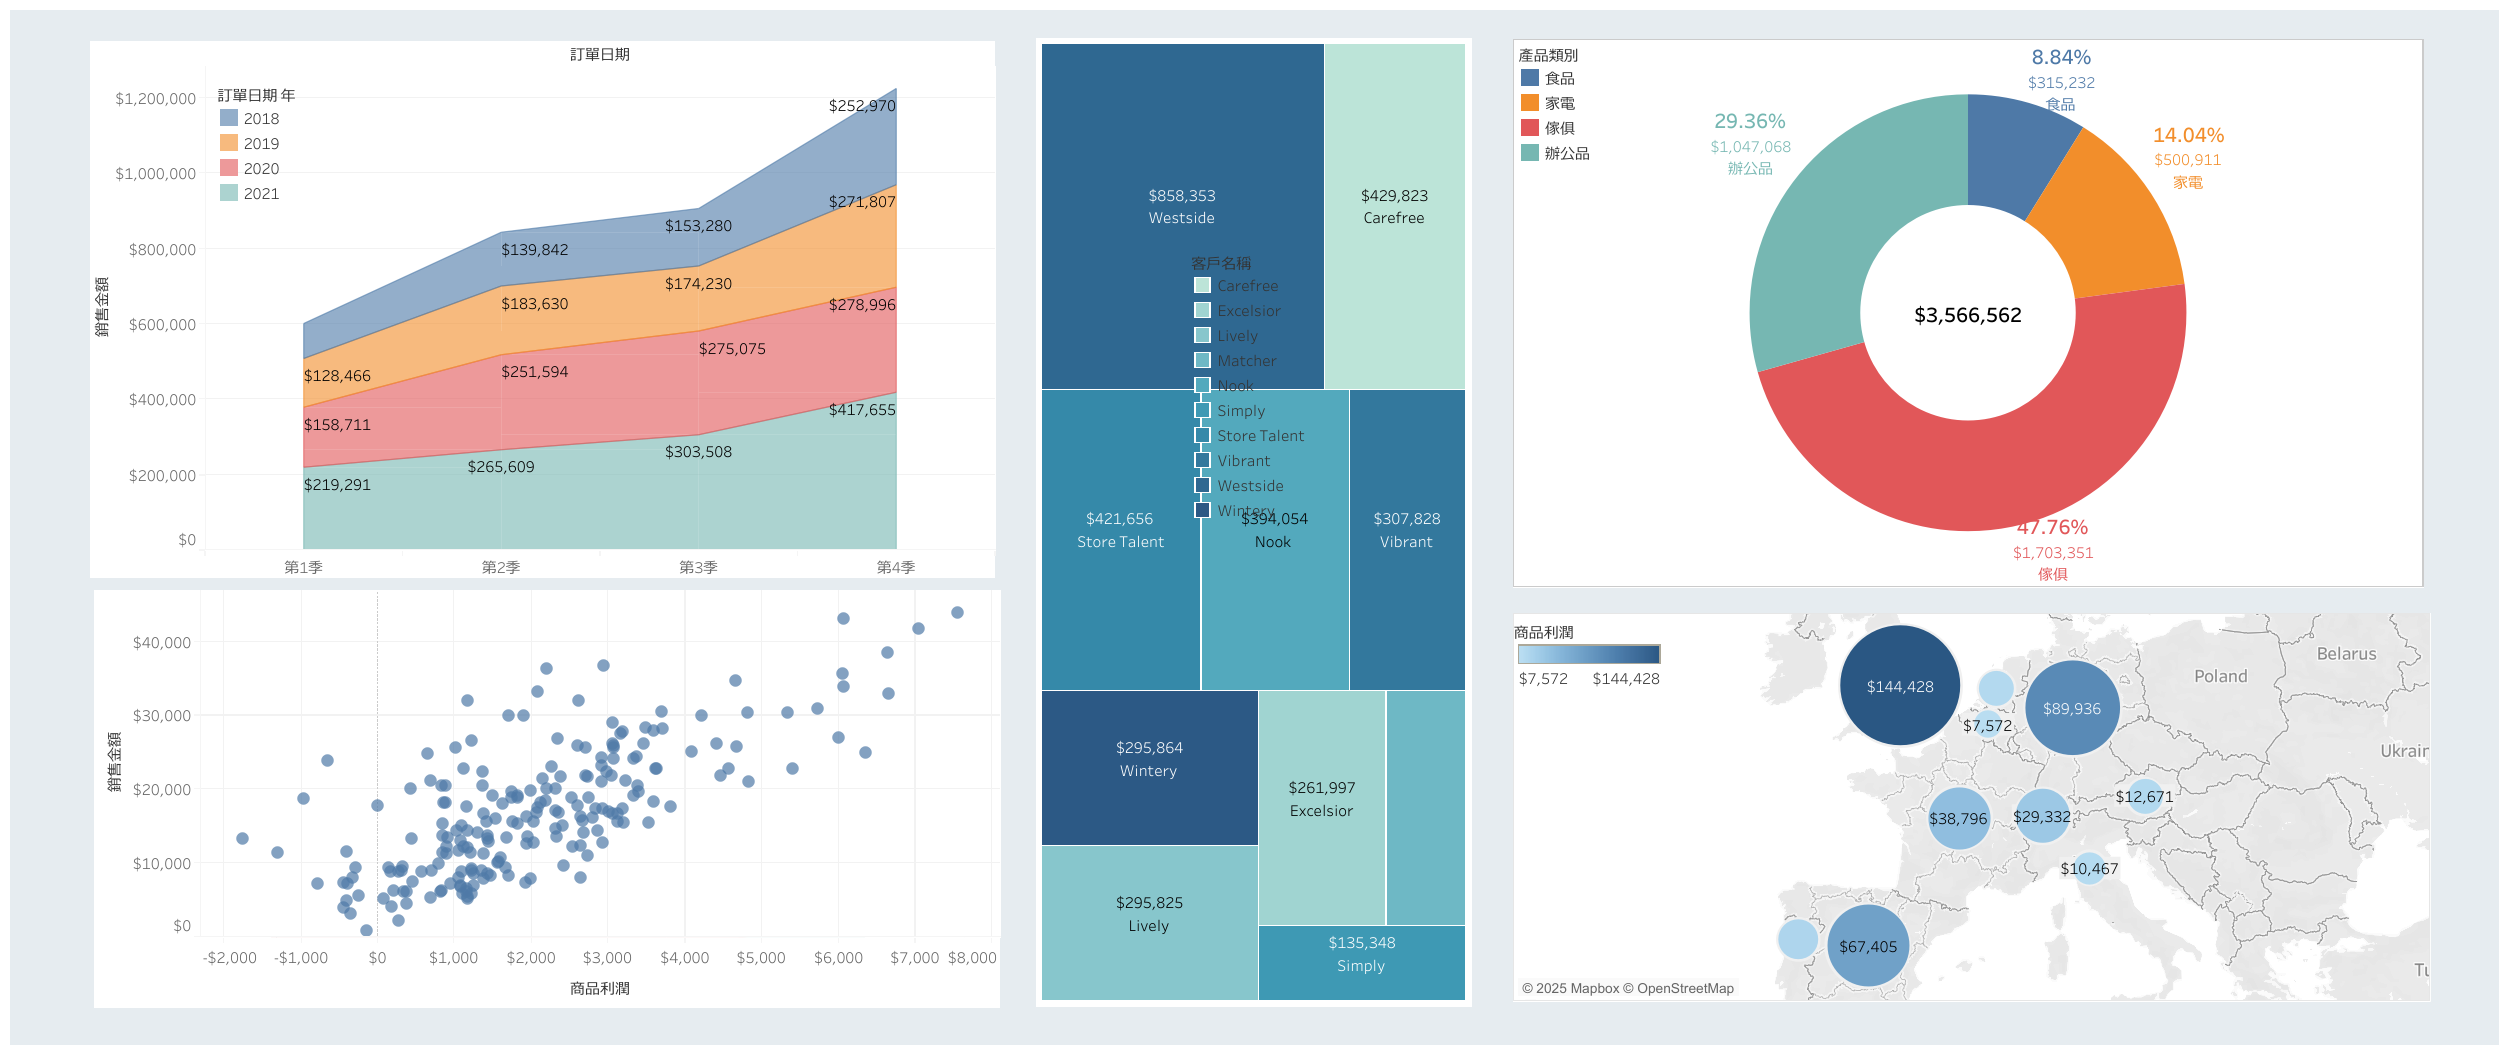 訂單日期
訂單日期 年
2018
2019
2020
2021
銷售金額
$1,200,000
$1,000,000
$800,000
$600,000
$400,000
$200,000
$0
$252,970
$271,807
$278,996
$417,655
$153,280
$174,230
$275,075
$303,508
$139,842
$183,630
$251,594
$265,609
$128,466
$158,711
$219,291
第1季
第2季
第3季
第4季
銷售金額
$40,000
$30,000
$20,000
$10,000
$0
-$2,000
-$1,000
$0
$1,000
$2,000
$3,000
$4,000
$5,000
$6,000
$7,000
$8,000
商品利潤
$858,353
Westside
$429,823
Carefree
客戶名稱
Carefree
Excelsior
Lively
Matcher
Nook
Simply
Store Talent
Vibrant
Westside
Wintery
$421,656
Store Talent
$394,054
Nook
$307,828
Vibrant
$295,864
Wintery
$261,997
Excelsior
$295,825
Lively
$135,348
Simply
產品類別
食品
家電
傢俱
辦公品
8.84%
$315,232
食品
14.04%
$500,911
家電
29.36%
$1,047,068
辦公品
$3,566,562
47.76%
$1,703,351
傢俱
商品利潤
$7,572 $144,428
$144,428
$89,936
$7,572
Poland
Belarus
Ukrain
$38,796
$29,332
$12,671
$10,467
$67,405
Tu
© 2025 Mapbox © OpenStreetMap